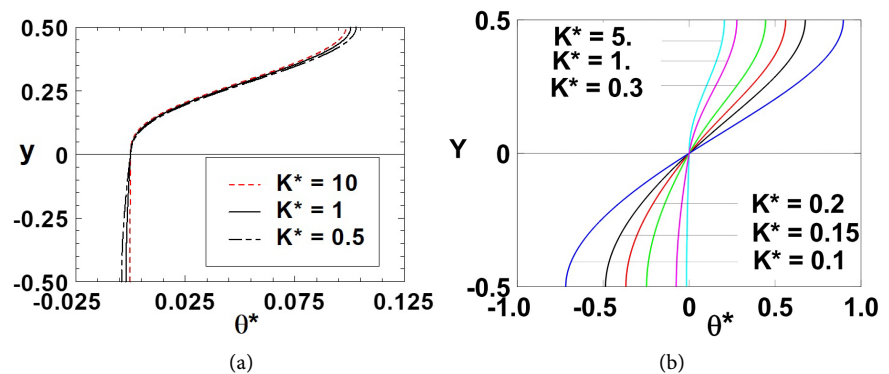 0.50
0.25
y
0
-0.25
-0.50
K* = 10
K* = 1
K* = 0.5
-0.025
0.025
0.075
0.125
θ*
(a)
0.5
K* = 5.
K* = 1.
K* = 0.3
Y
0
K* = 0.2
K* = 0.15
K* = 0.1
-0.5
-1.0
-0.5
0
0.5
1.0
θ*
(b)